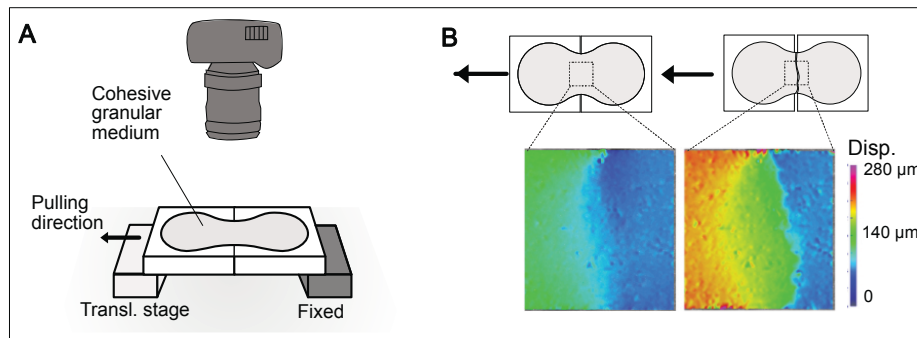 A
Cohesive
granular
medium
Pulling
direction
Transl. stage
Fixed
B
Disp.
280 μm
140 μm
0